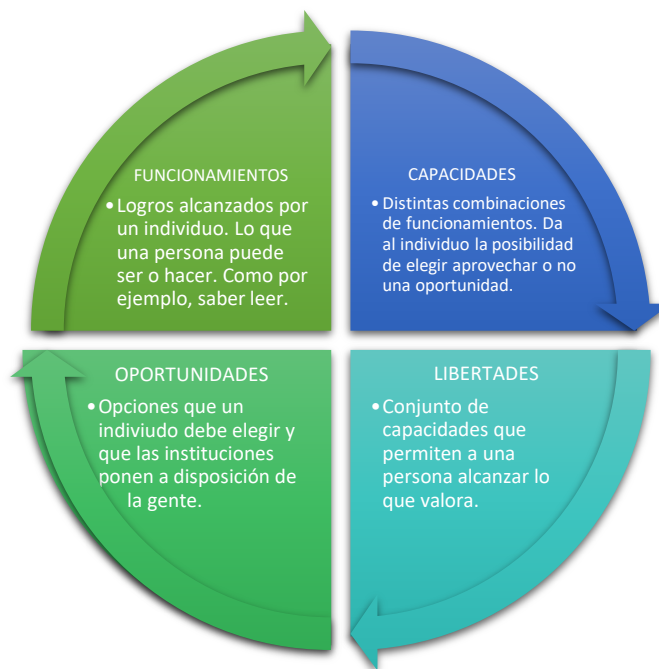 FUNCIONAMIENTOS
• Logros alcanzados por
un individuo. Lo que
una persona puede
ser o hacer. Como por
ejemplo, saber leer.
CAPACIDADES
• Distintas combinaciones
de funcionamientos. Da
al individuo la posibilidad
de elegir aprovechar o no
una oportunidad.
OPORTUNIDADES
• Opciones que un
indiviudo debe elegir y
que las instituciones
ponen a disposición de
la gente.
LIBERTADES
• Conjunto de
capacidades que
permiten a una
persona alcanzar lo
que valora.